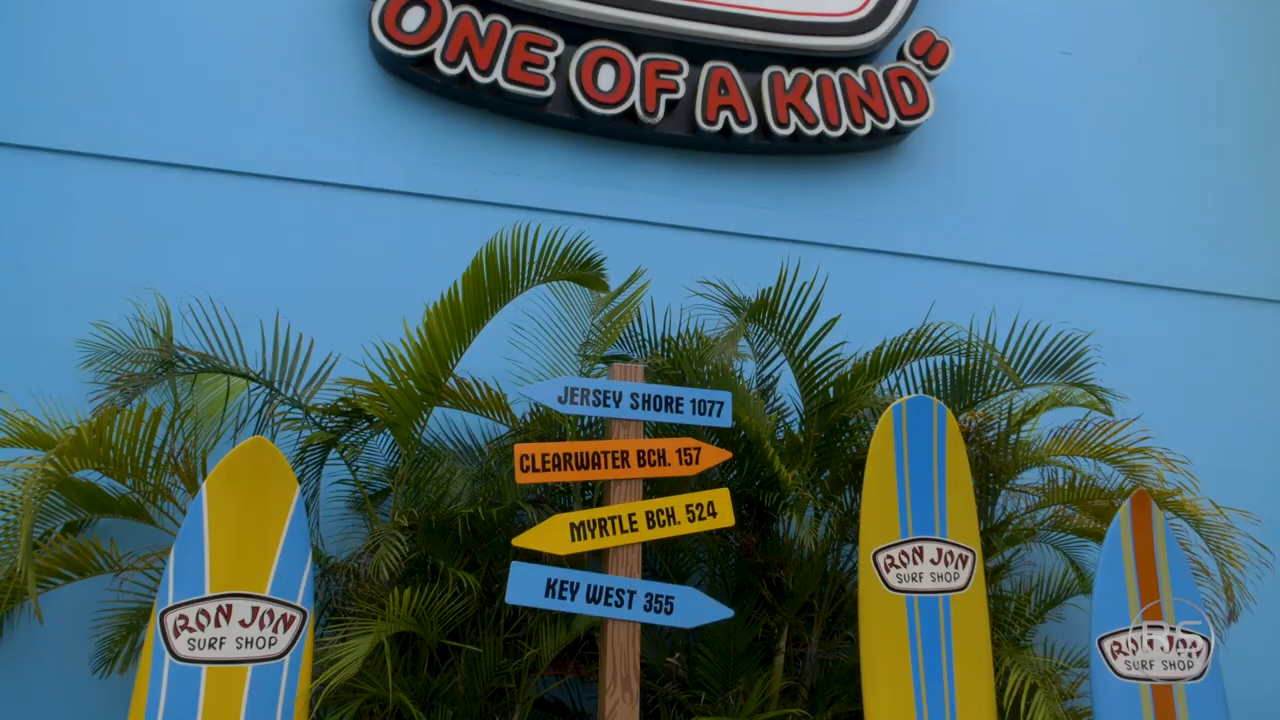 ONE OF A KIND"
JERSEY SHORE 1077
CLEARWATER BCH. 157
MYRTLE BCH. 524
KEY WEST 355
RON JON
SURF SHOP
RON JON
SURF SHOP
RON JON
SURF SHOP